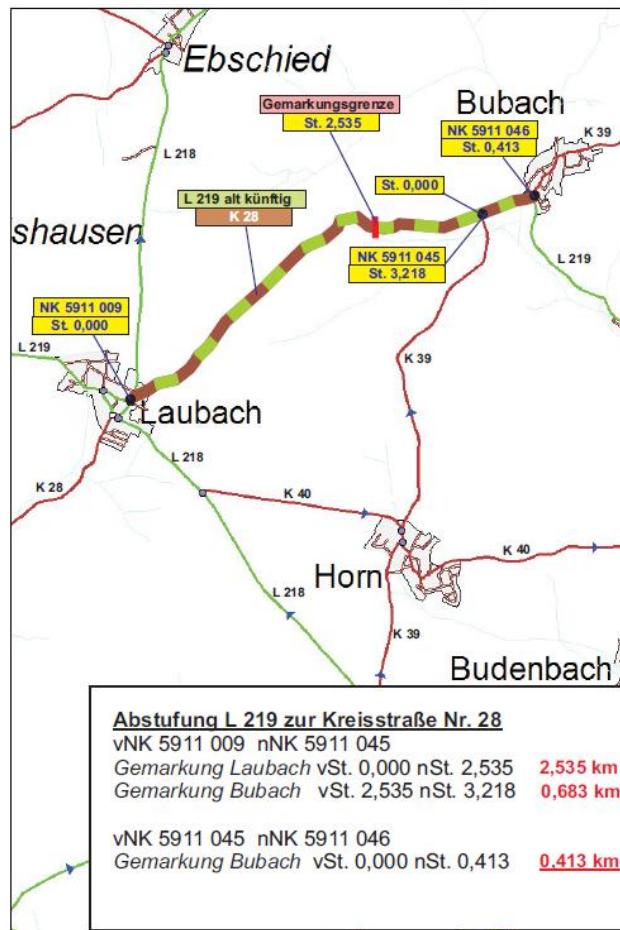 Ebschied
Gemarkungsgrenze
St. 2,535
Bubach
NK 5911 046
St. 0,413
K 39
L 218
St. 0,000
L 219 alt künftig
K 28
shausen
NK 5911 045
St. 3,218
L 219
NK 5911 009
St. 0,000
L 219
K 39
Laubach
L 218
K 28
K 40
K 40
Horn
L 218
K 39
Budenbach
Abstufung L 219 zur Kreisstraße Nr. 28
vNK 5911 009 nNK 5911 045
Gemarkung Laubach vSt. 0,000 nSt. 2,535 2,535 km
Gemarkung Bubach vSt. 2,535 nSt. 3,218 0,683 km
vNK 5911 045 nNK 5911 046
Gemarkung Bubach vSt. 0,000 nSt. 0,413 0,413 km